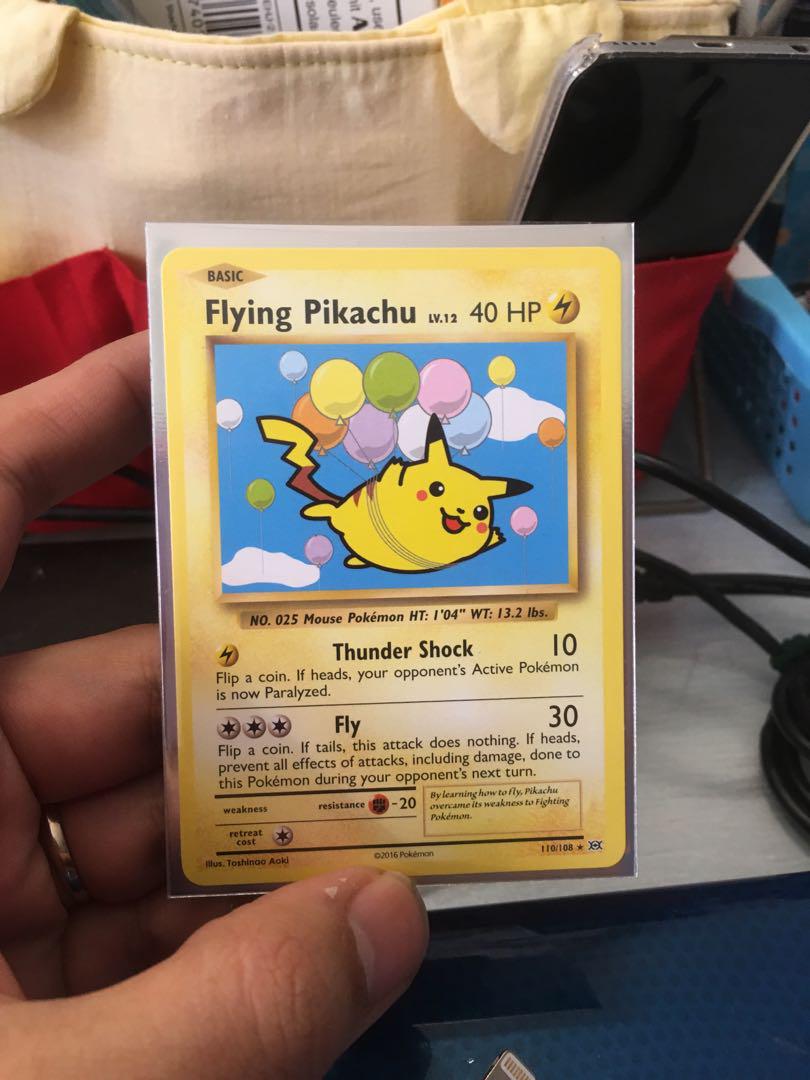 BASIC
Flying Pikachu LV.12 40 HP
NO. 025 Mouse Pokémon HT: 1'04" WT: 13.2 lbs.
Thunder Shock 10
Flip a coin. If heads, your opponent's Active Pokémon
is now Paralyzed.
Fly 30
Flip a coin. If tails, this attack does nothing. If heads,
prevent all effects of attacks, including damage, done to
this Pokémon during your opponent's next turn.
weakness resistance -20
By learning how to fly, Pikachu
overcame its weakness to Fighting
Pokémon.
retreat
cost
Illus. Toshinao Aoki
©2016 Pokémon
110/108 ★